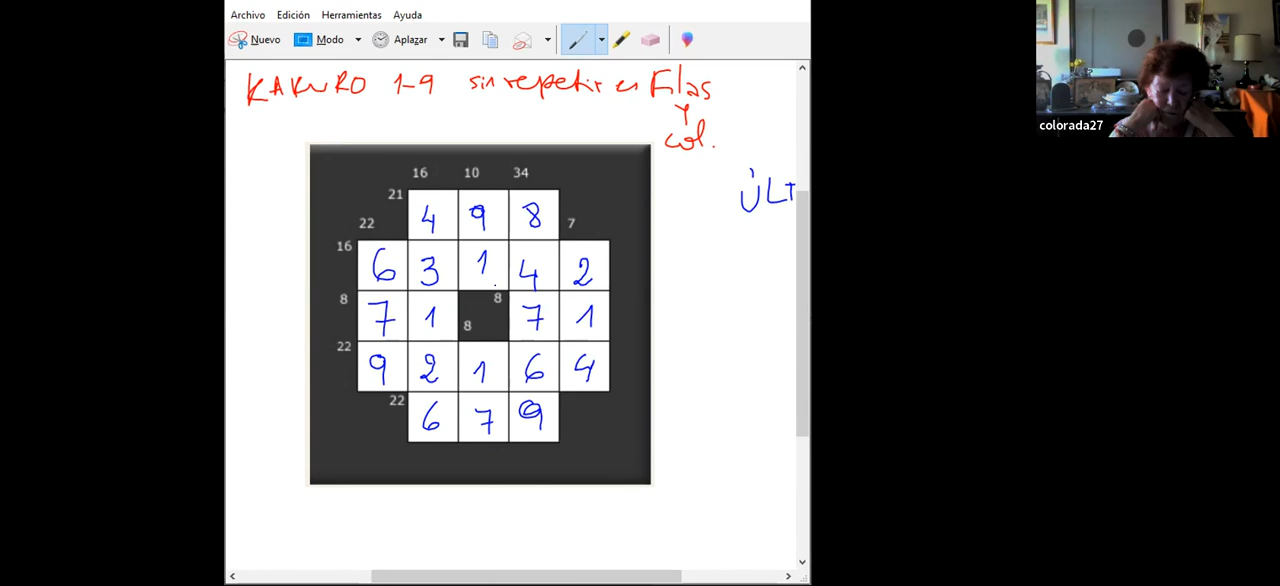 Archivo Edición Herramientas Ayuda
Nuevo Modo Aplazar
KAKURO 1-9 sin repetir en Filas
y
col.
colorada27
ÚLT
16 10 34
21 4 9 8
22 7
16 6 3 1 4 2
8 7 1 8 7 1
8
22 9 2 1 6 4
22 6 7 9